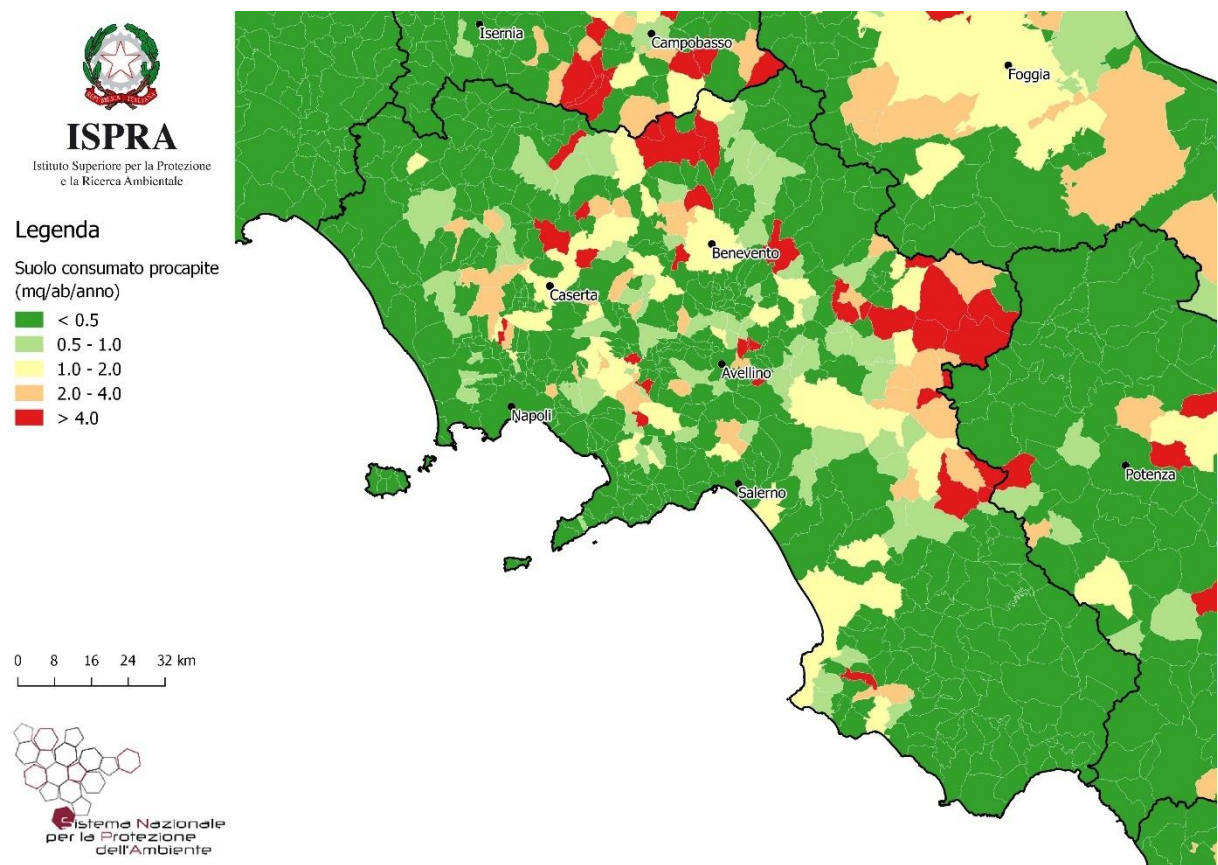 REPVBBLICA ITALIANA
ISPRA
Istituto Superiore per la Protezione
e la Ricerca Ambientale
Legenda
Suolo consumato procapite
(mq/ab/anno)
< 0.5
0.5 - 1.0
1.0 - 2.0
2.0 - 4.0
> 4.0
0 8 16 24 32 km
Sistema Nazionale
per la Protezione
dell'Ambiente
Isernia
Campobasso
Foggia
Benevento
Caserta
Avellino
Napoli
Potenza
Salerno